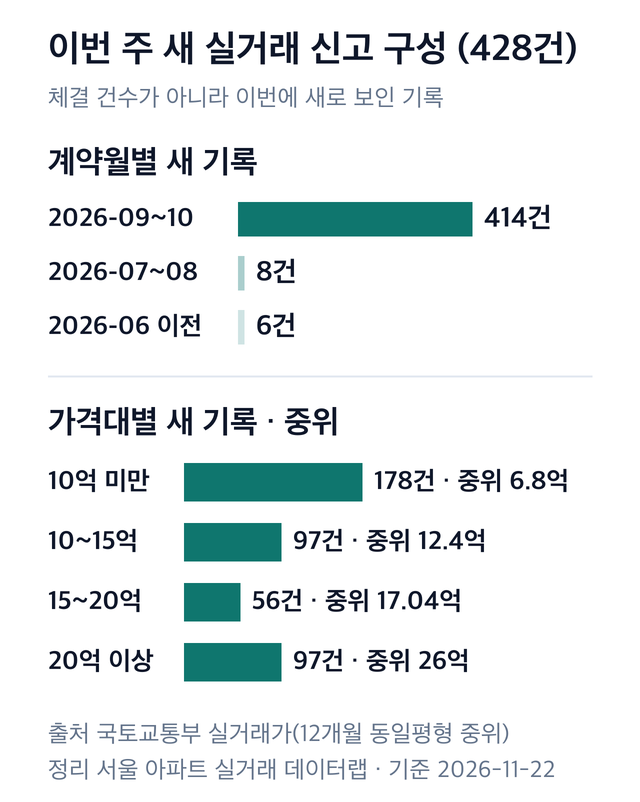 이번 주 새 실거래 신고 구성 (428건)
체결 건수가 아니라 이번에 새로 보인 기록
계약월별 새 기록
2026-09~10 414건
2026-07~08 8건
2026-06 이전 6건
가격대별 새 기록 · 중위
10억 미만 178건 · 중위 6.8억
10~15억 97건 · 중위 12.4억
15~20억 56건 · 중위 17.04억
20억 이상 97건 · 중위 26억
출처 국토교통부 실거래가(12개월 동일평형 중위)
정리 서울 아파트 실거래 데이터랩 · 기준 2026-11-22